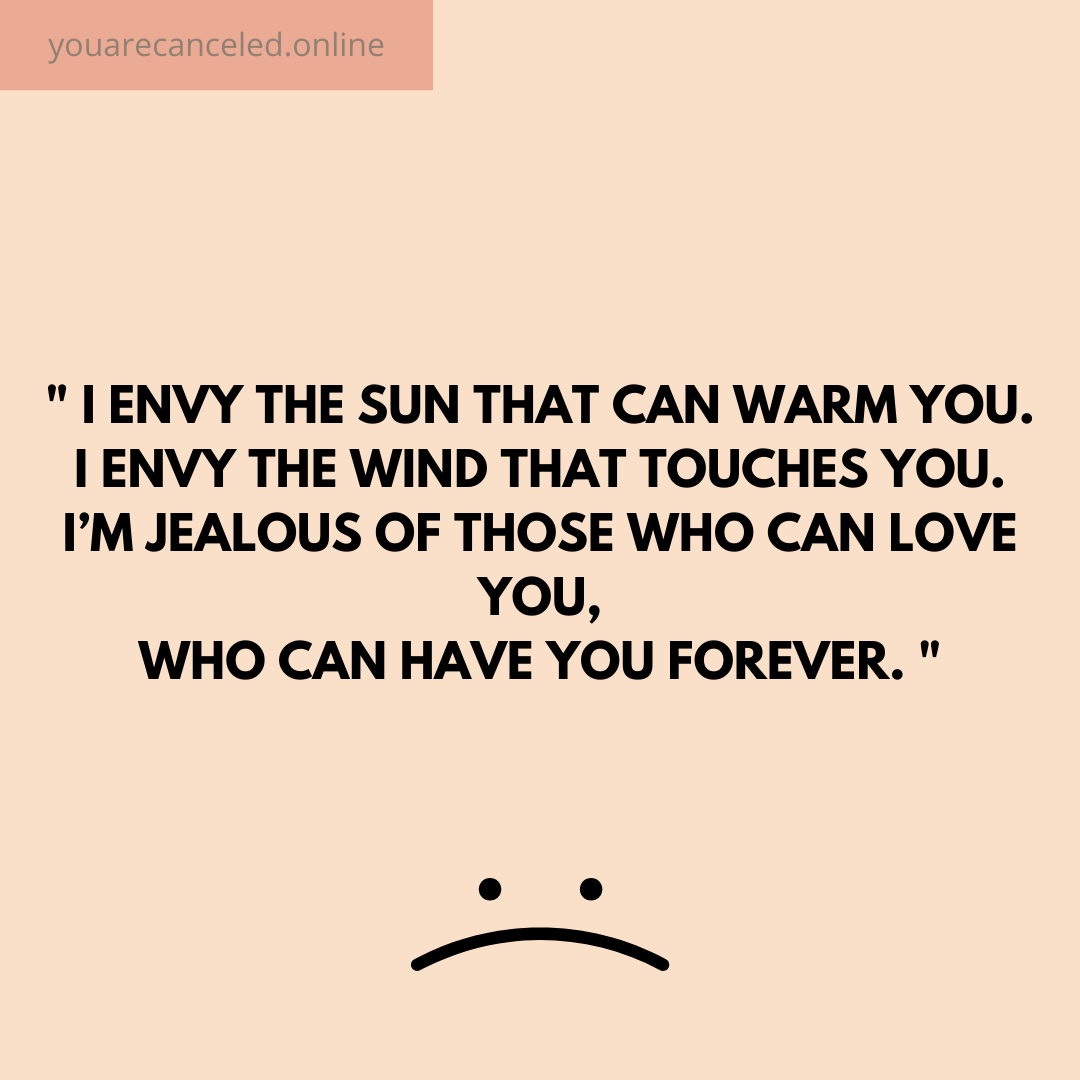 youarecanceled.online
" I ENVY THE SUN THAT CAN WARM YOU.
I ENVY THE WIND THAT TOUCHES YOU.
I’M JEALOUS OF THOSE WHO CAN LOVE
YOU,
WHO CAN HAVE YOU FOREVER. "